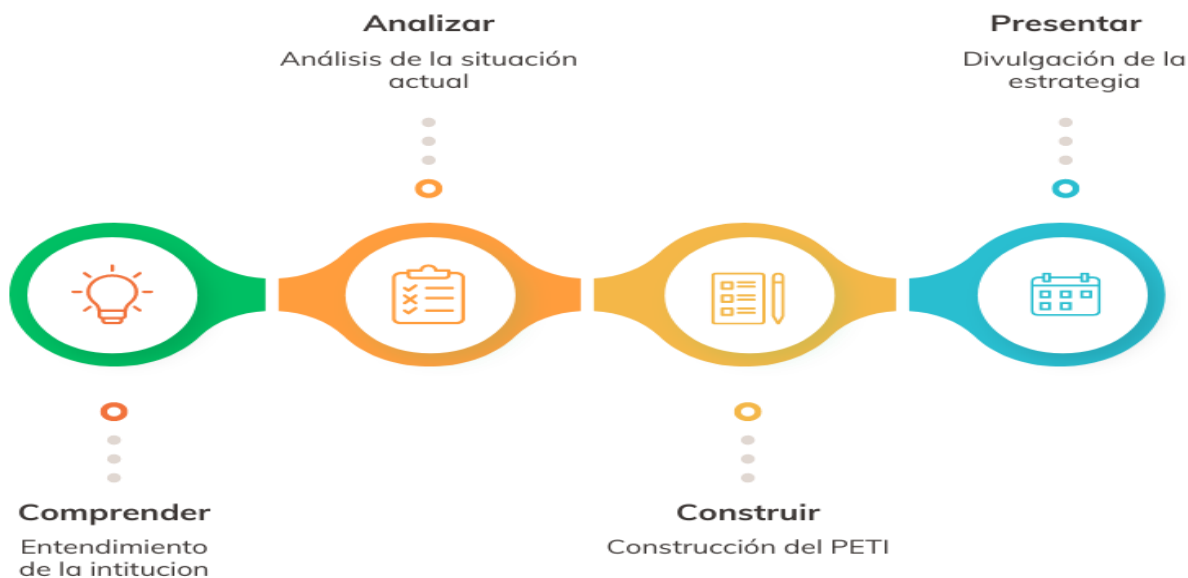 Analizar
Análisis de la situación
actual
Presentar
Divulgación de la
estrategia
Comprender
Entendimiento
de la intitucion
Construir
Construcción del PETI